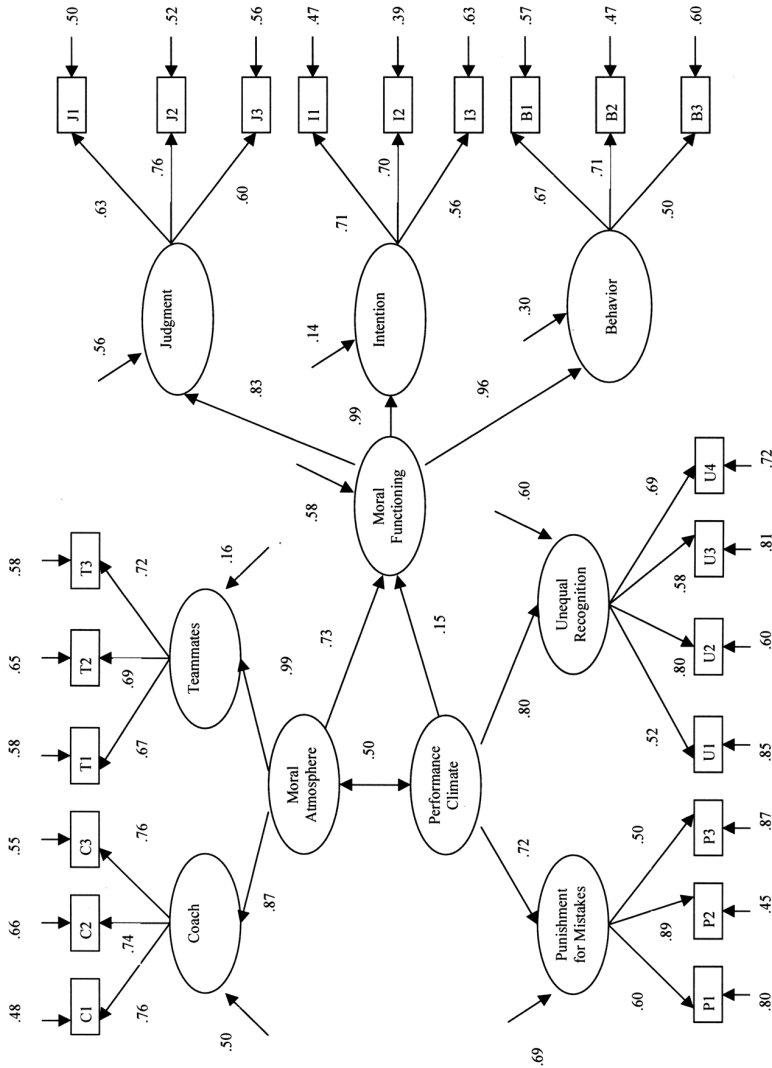 .48
.66
.55
.58
.65
.58
C1
C2
C3
T1
T2
T3
.76
.74
.76
.67
.69
.72
Coach
Teammates
.50
.16
.87
.99
Moral
Atmosphere
.73
.50
.15
Performance
Climate
.58
Moral
Functioning
.83
.99
.96
.56
Judgment
.63
.76
.60
J1
J2
J3
.50
.52
.56
.14
Intention
.71
.70
.56
I1
I2
I3
.47
.39
.63
.30
Behavior
.67
.71
.50
B1
B2
B3
.57
.47
.60
.72
.80
.69
.60
Punishment
for Mistakes
Unequal
Recognition
.60
.89
.50
.52
.80
.58
.69
P1
P2
P3
U1
U2
U3
U4
.80
.45
.87
.85
.60
.81
.72